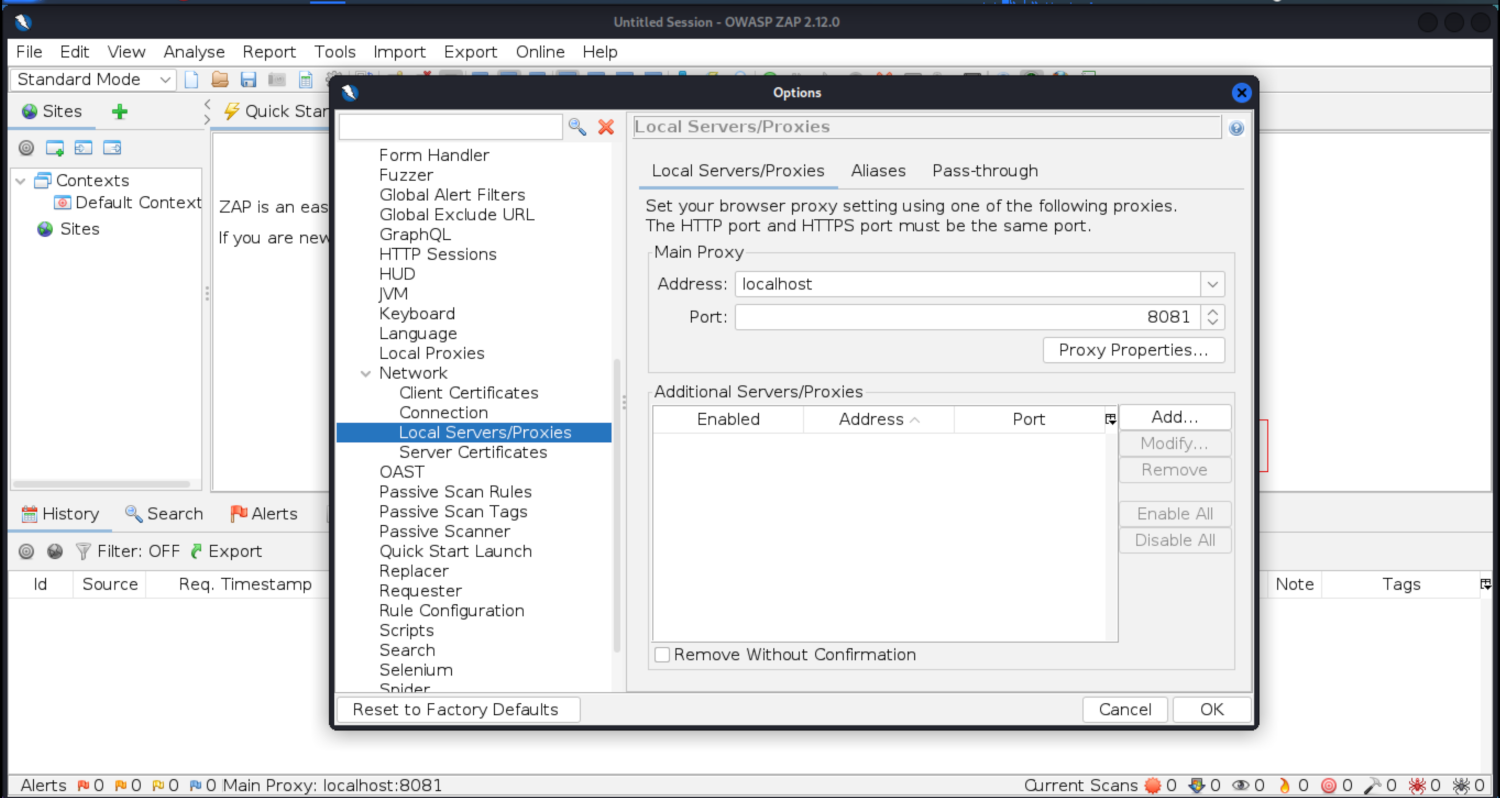 Untitled Session - OWASP ZAP 2.12.0
File Edit View Analyse Report Tools Import Export Online Help
Standard Mode
Sites
Quick Star
Contexts
Default Context
Sites
ZAP is an eas
If you are new
Options
Form Handler
Fuzzer
Global Alert Filters
Global Exclude URL
GraphQL
HTTP Sessions
HUD
JVM
Keyboard
Language
Local Proxies
Network
Client Certificates
Connection
Local Servers/Proxies
Server Certificates
OAST
Passive Scan Rules
Passive Scan Tags
Passive Scanner
Quick Start Launch
Replacer
Requester
Rule Configuration
Scripts
Search
Selenium
Spider
Local Servers/Proxies
Local Servers/Proxies Aliases Pass-through
Set your browser proxy setting using one of the following proxies.
The HTTP port and HTTPS port must be the same port.
Main Proxy
Address: localhost
Port: 8081
Proxy Properties...
Additional Servers/Proxies
Enabled Address Port
Add...
Modify...
Remove
Enable All
Disable All
Remove Without Confirmation
Reset to Factory Defaults Cancel OK
History Search Alerts
Filter: OFF Export
Id Source Req. Timestamp Note Tags
Alerts 0 0 0 0 Main Proxy: localhost:8081 Current Scans 0 0 0 0 0 0 0 0